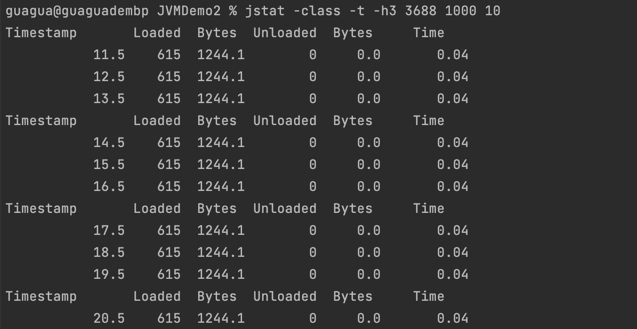 guagua@guaguadembp JVMDemo2 % jstat -class -t -h3 3688 1000 10
Timestamp       Loaded  Bytes  Unloaded  Bytes     Time
           11.5    615  1244.1        0     0.0       0.04
           12.5    615  1244.1        0     0.0       0.04
           13.5    615  1244.1        0     0.0       0.04
Timestamp       Loaded  Bytes  Unloaded  Bytes     Time
           14.5    615  1244.1        0     0.0       0.04
           15.5    615  1244.1        0     0.0       0.04
           16.5    615  1244.1        0     0.0       0.04
Timestamp       Loaded  Bytes  Unloaded  Bytes     Time
           17.5    615  1244.1        0     0.0       0.04
           18.5    615  1244.1        0     0.0       0.04
           19.5    615  1244.1        0     0.0       0.04
Timestamp       Loaded  Bytes  Unloaded  Bytes     Time
           20.5    615  1244.1        0     0.0       0.04